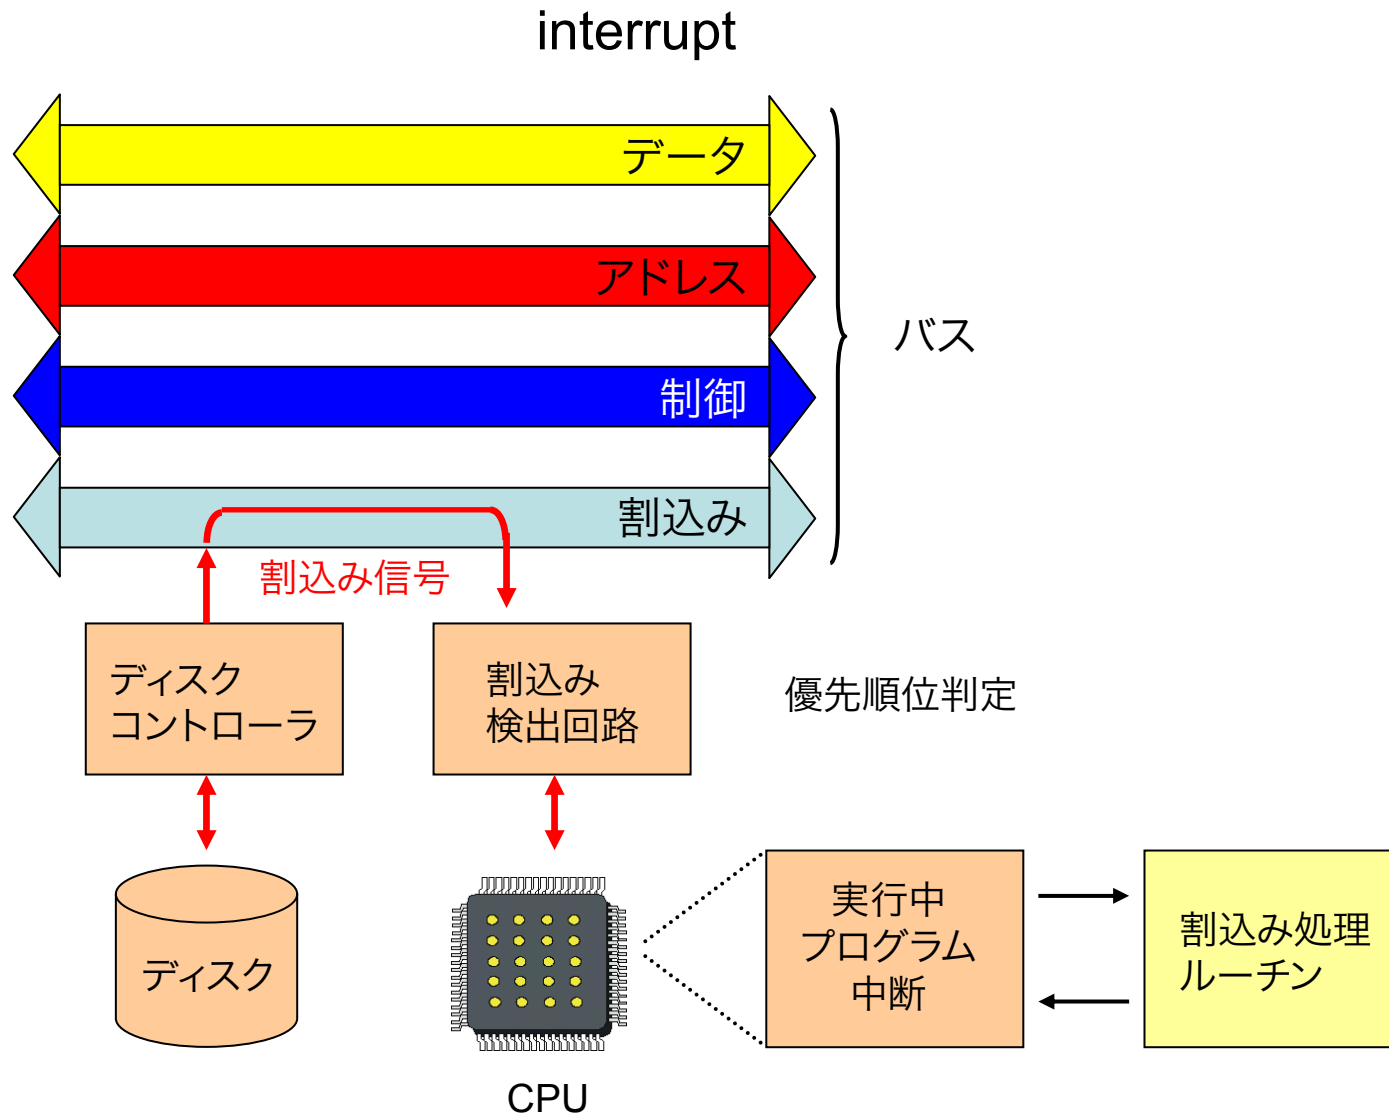 interrupt
データ
アドレス
制御
割込み
バス
割込み信号
ディスク
コントローラ
割込み
検出回路
優先順位判定
ディスク
CPU
実行中
プログラム
中断
割込み処理
ルーチン